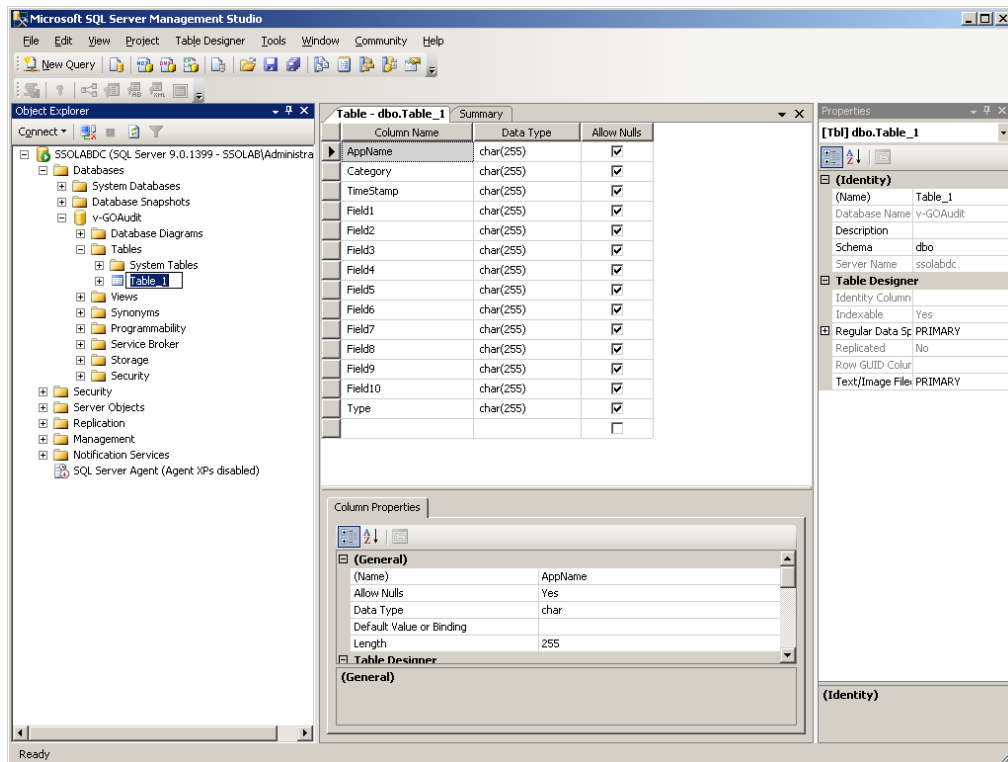 Microsoft SQL Server Management Studio
File Edit View Project Table Designer Tools Window Community Help
New Query
Object Explorer
Connect
SSOLABDC (SQL Server 9.0.1399 - SSOLAB\Administra
Databases
System Databases
Database Snapshots
v-GOAudit
Database Diagrams
Tables
System Tables
Table_1
Views
Synonyms
Programmability
Service Broker
Storage
Security
Security
Server Objects
Replication
Management
Notification Services
SQL Server Agent (Agent XPs disabled)
Table - dbo.Table_1 Summary
Column Name Data Type Allow Nulls
AppName char(255)
Category char(255)
TimeStamp char(255)
Field1 char(255)
Field2 char(255)
Field3 char(255)
Field4 char(255)
Field5 char(255)
Field6 char(255)
Field7 char(255)
Field8 char(255)
Field9 char(255)
Field10 char(255)
Type char(255)
Column Properties
(General)
(Name) AppName
Allow Nulls Yes
Data Type char
Default Value or Binding
Length 255
Table Designer
(General)
Properties
[Tbl] dbo.Table_1
(Identity)
(Name) Table_1
Database Name v-GOAudit
Description
Schema dbo
Server Name ssolabdc
Table Designer
Identity Column
Indexable Yes
Regular Data Sp PRIMARY
Replicated No
Row GUID Colur
Text/Image File PRIMARY
(Identity)
Ready